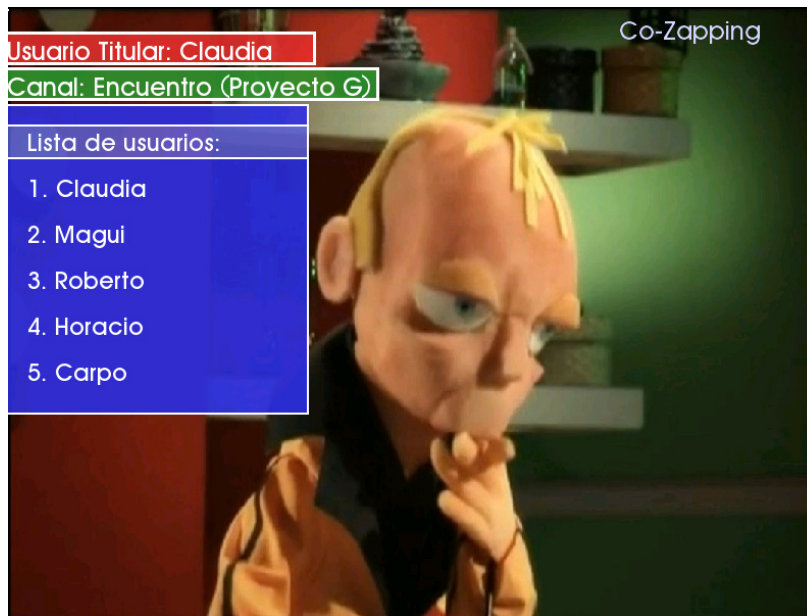 Co-Zapping
Usuario Titular: Claudia
Canal: Encuentro (Proyecto G)
Lista de usuarios:
1. Claudia
2. Magui
3. Roberto
4. Horacio
5. Carpo